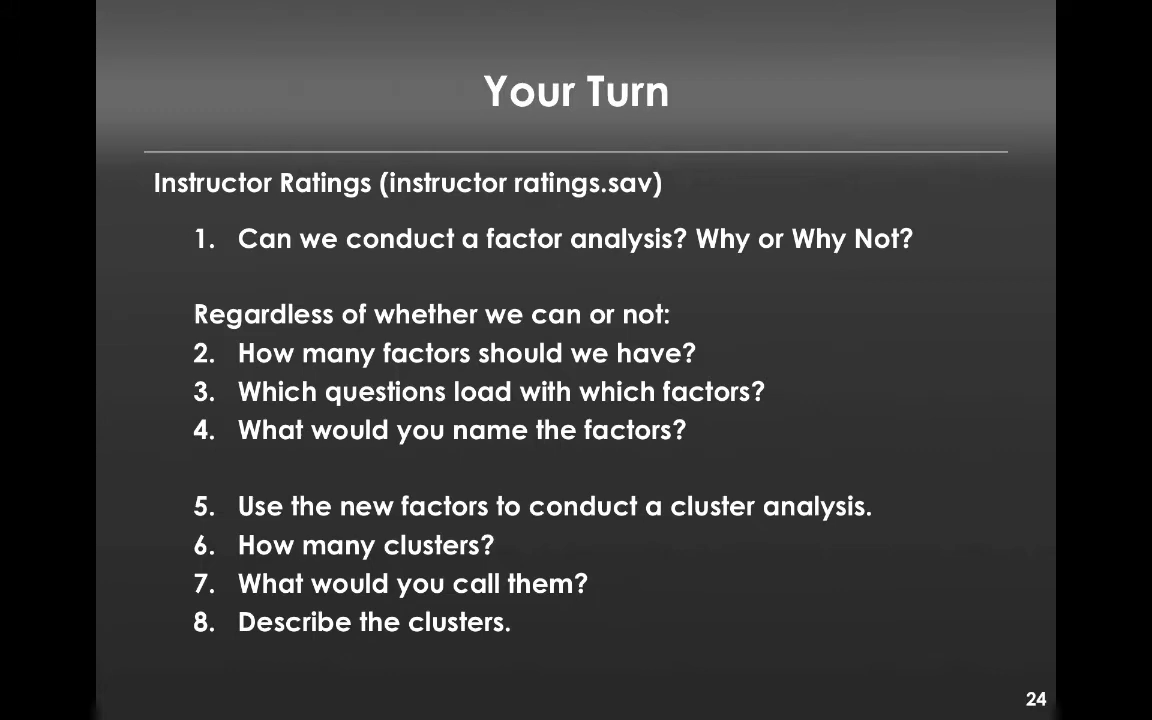 Your Turn
Instructor Ratings (instructor ratings.sav)
1. Can we conduct a factor analysis? Why or Why Not?
Regardless of whether we can or not:
2. How many factors should we have?
3. Which questions load with which factors?
4. What would you name the factors?
5. Use the new factors to conduct a cluster analysis.
6. How many clusters?
7. What would you call them?
8. Describe the clusters.
24